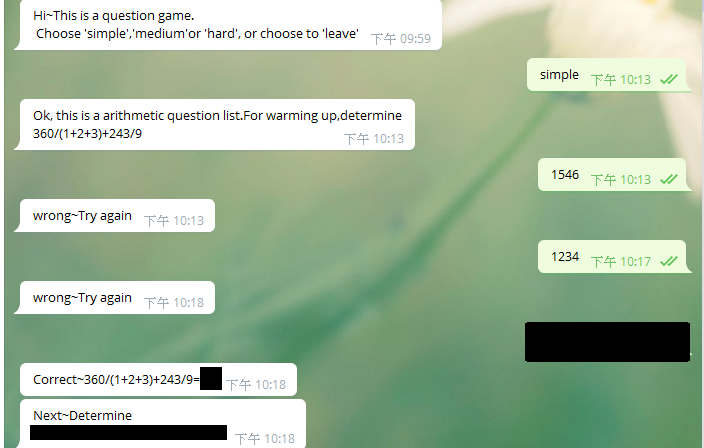 Hi~This is a question game.
Choose 'simple','medium'or 'hard', or choose to 'leave' 下午 09:59
simple 下午 10:13
Ok, this is a arithmetic question list.For warming up,determine
360/(1+2+3)+243/9
下午 10:13
1546 下午 10:13
wrong~Try again 下午 10:13
1234 下午 10:17
wrong~Try again 下午 10:18
Correct~360/(1+2+3)+243/9= 下午 10:18
Next~Determine
下午 10:18